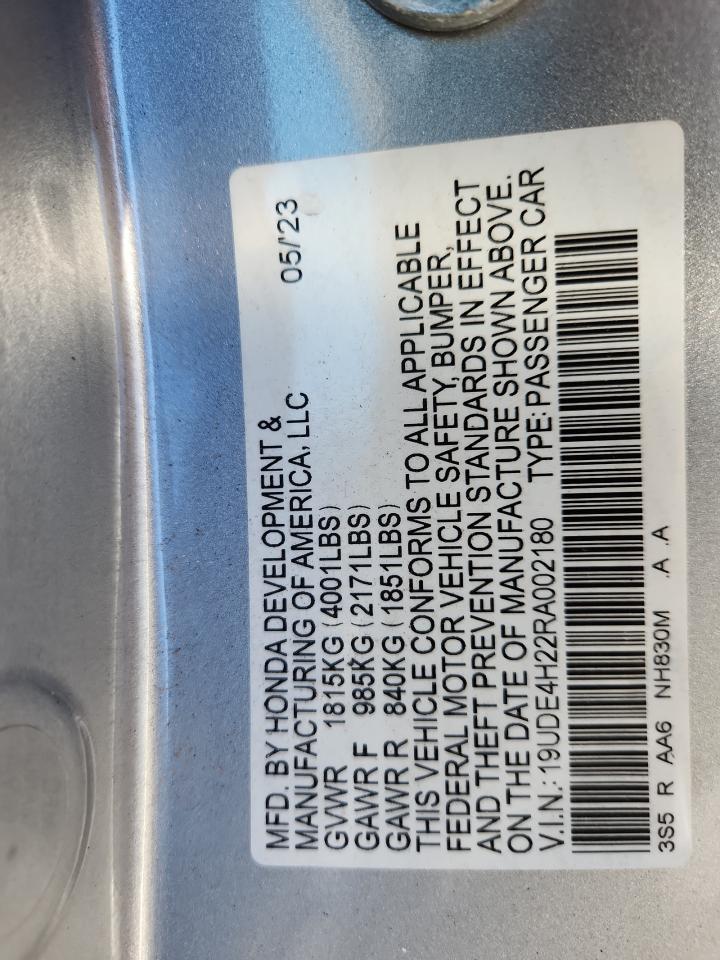 MFD. BY HONDA DEVELOPMENT &
MANUFACTURING OF AMERICA, LLC 05/'23
GVWR 1815KG (4001LBS)
GAWR F 985KG (2171LBS)
GAWR R 840KG (1851LBS)
THIS VEHICLE CONFORMS TO ALL APPLICABLE
FEDERAL MOTOR VEHICLE SAFETY, BUMPER,
AND THEFT PREVENTION STANDARDS IN EFFECT
ON THE DATE OF MANUFACTURE SHOWN ABOVE.
V.I.N.: 19UDE4H22RA002180 TYPE: PASSENGER CAR
3S5 R AA6 NH830M .A .A